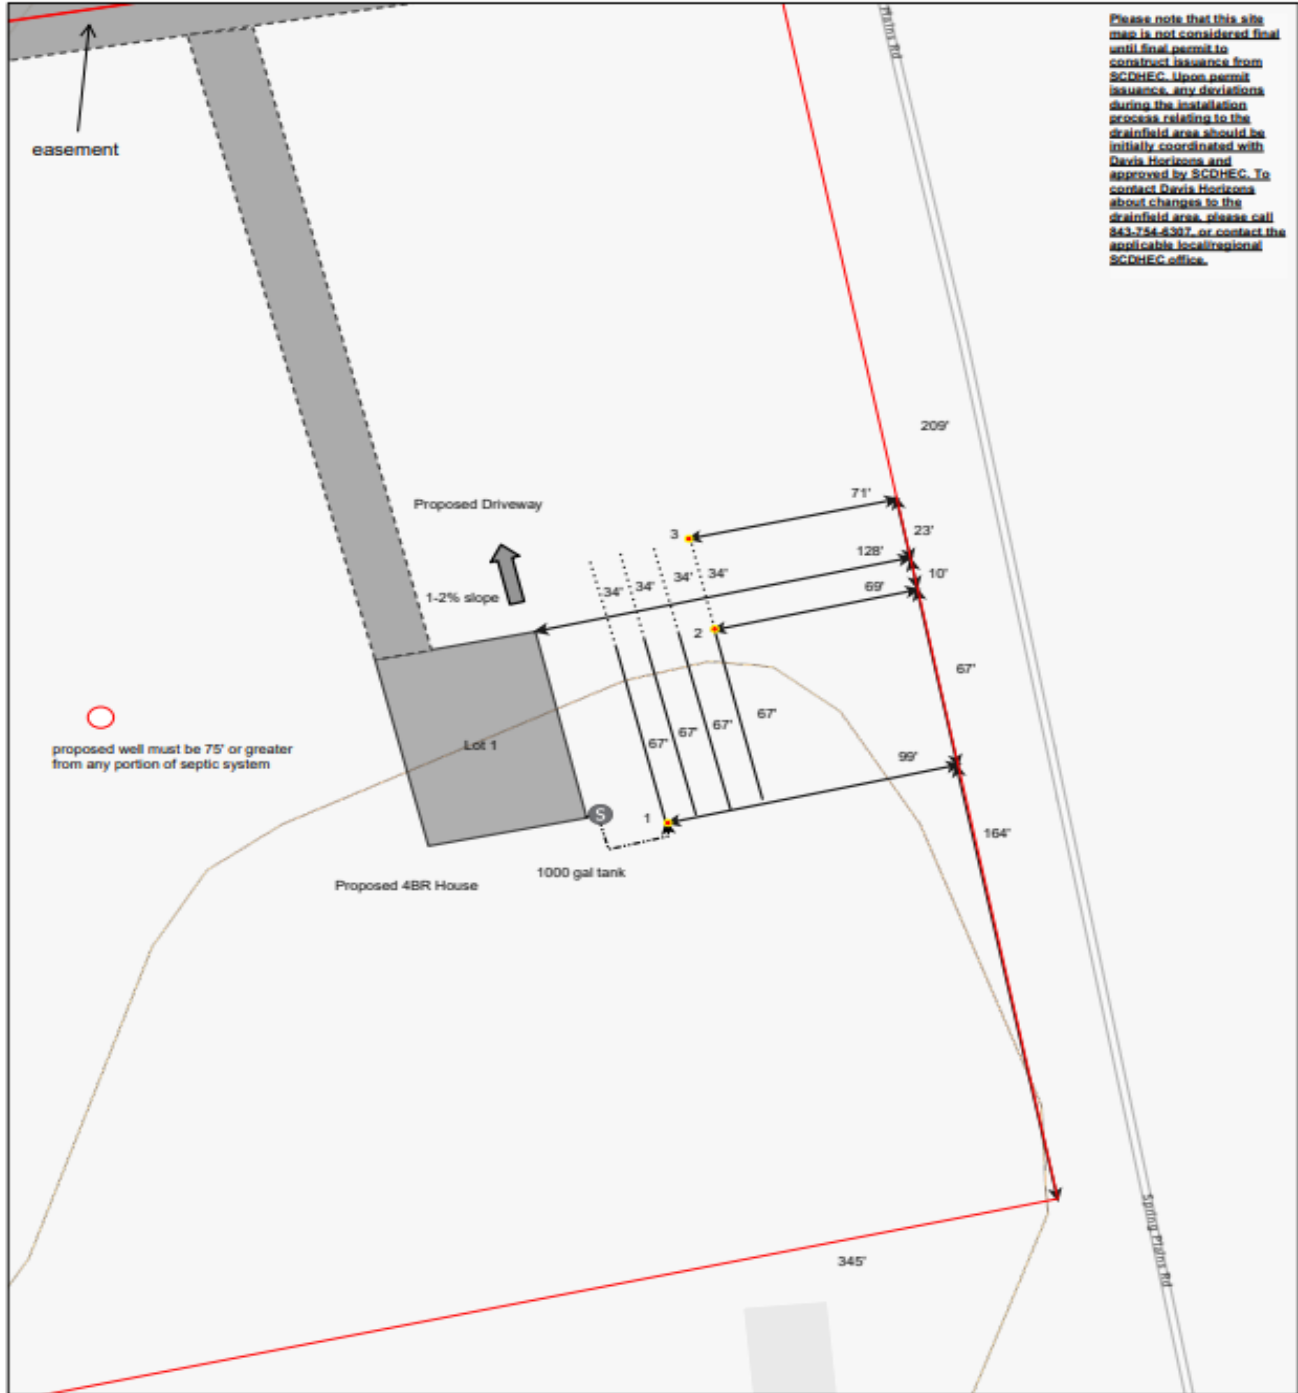 Plains Rd
Please note that this site
map is not considered final
until final permit to
construct issuance from
SCDHEC. Upon permit
issuance, any deviations
during the installation
process relating to the
drainfield area should be
initially coordinated with
Davis Horizons and
approved by SCDHEC. To
contact Davis Horizons
about changes to the
drainfield area, please call
843-754-6307, or contact the
applicable local/regional
SCDHEC office.
easement
209'
71'
Proposed Driveway
23'
3
128'
10'
34'
34'
34'
34'
69'
1-2% slope
2
67'
67'
67'
67'
67'
Lot 1
proposed well must be 75' or greater
from any portion of septic system
99'
S
1
164'
1000 gal tank
Proposed 4BR House
Spring Plains Rd
345'